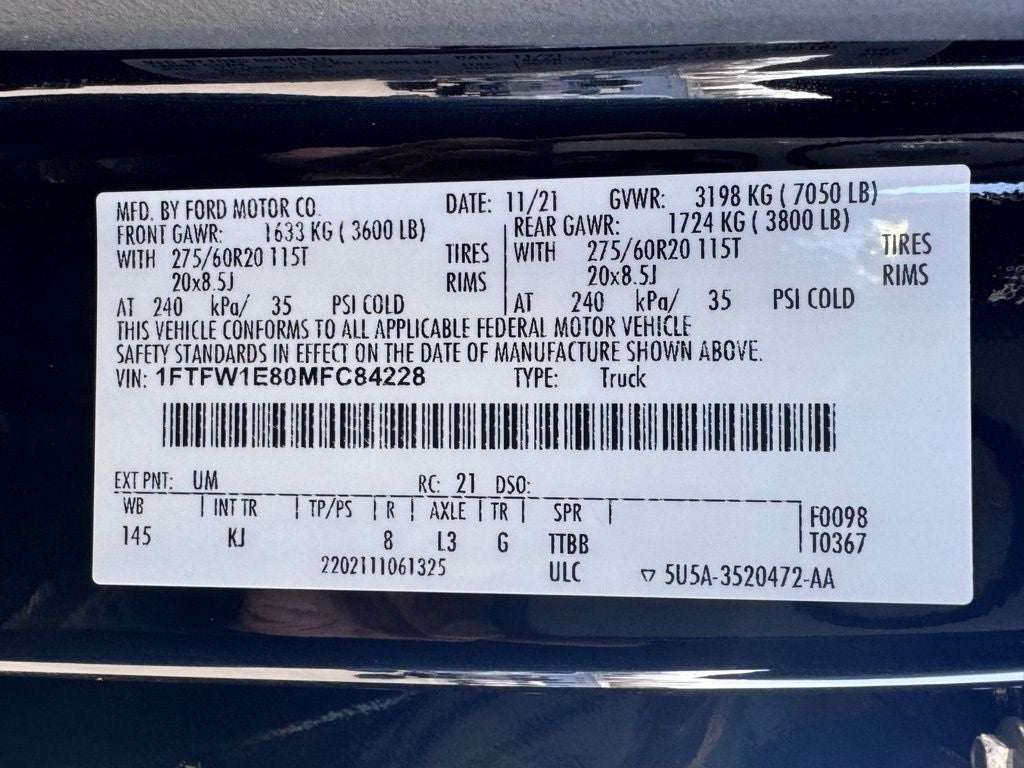 MFD. BY FORD MOTOR CO. DATE: 11/21 GVWR: 3198 KG ( 7050 LB)
FRONT GAWR: 1633 KG ( 3600 LB) REAR GAWR: 1724 KG ( 3800 LB)
WITH 275/60R20 115T TIRES WITH 275/60R20 115T TIRES
20x8.5J RIMS 20x8.5J RIMS
AT 240 kPa/ 35 PSI COLD AT 240 kPa/ 35 PSI COLD
THIS VEHICLE CONFORMS TO ALL APPLICABLE FEDERAL MOTOR VEHICLE
SAFETY STANDARDS IN EFFECT ON THE DATE OF MANUFACTURE SHOWN ABOVE.
VIN: 1FTFW1E80MFC84228 TYPE: Truck
EXT PNT: UM RC: 21 DSO:
WB INT TR TP/PS R AXLE TR SPR F0098
145 KJ 8 L3 G TTBB T0367
2202111061325 ULC 5U5A-3520472-AA